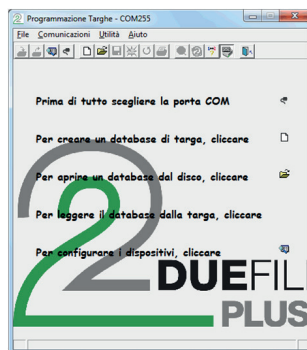 Programmazione Targhe - COM255
File Comunicazioni Utilità Aiuto
Prima di tutto scegliere la porta COM
Per creare un database di targa, cliccare
Per aprire un database dal disco, cliccare
Per leggere il database dalla targa, cliccare
Per configurare i dispositivi, cliccare
2
DUEFIL
PLUS